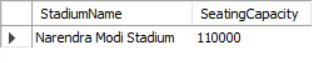 StadiumName SeatingCapacity
Narendra Modi Stadium 110000